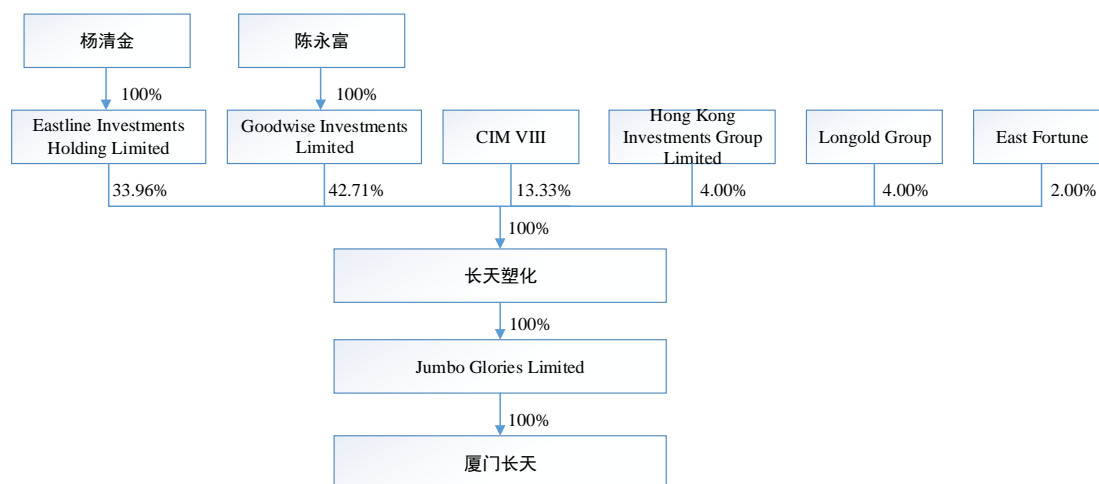 杨清金
陈永富
100%
100%
Eastline Investments
Holding Limited
Goodwise Investments
Limited
CIM VIII
Hong Kong
Investments Group
Limited
Longold Group
East Fortune
33.96%
42.71%
13.33%
4.00%
4.00%
2.00%
100%
长天塑化
100%
Jumbo Glories Limited
100%
厦门长天